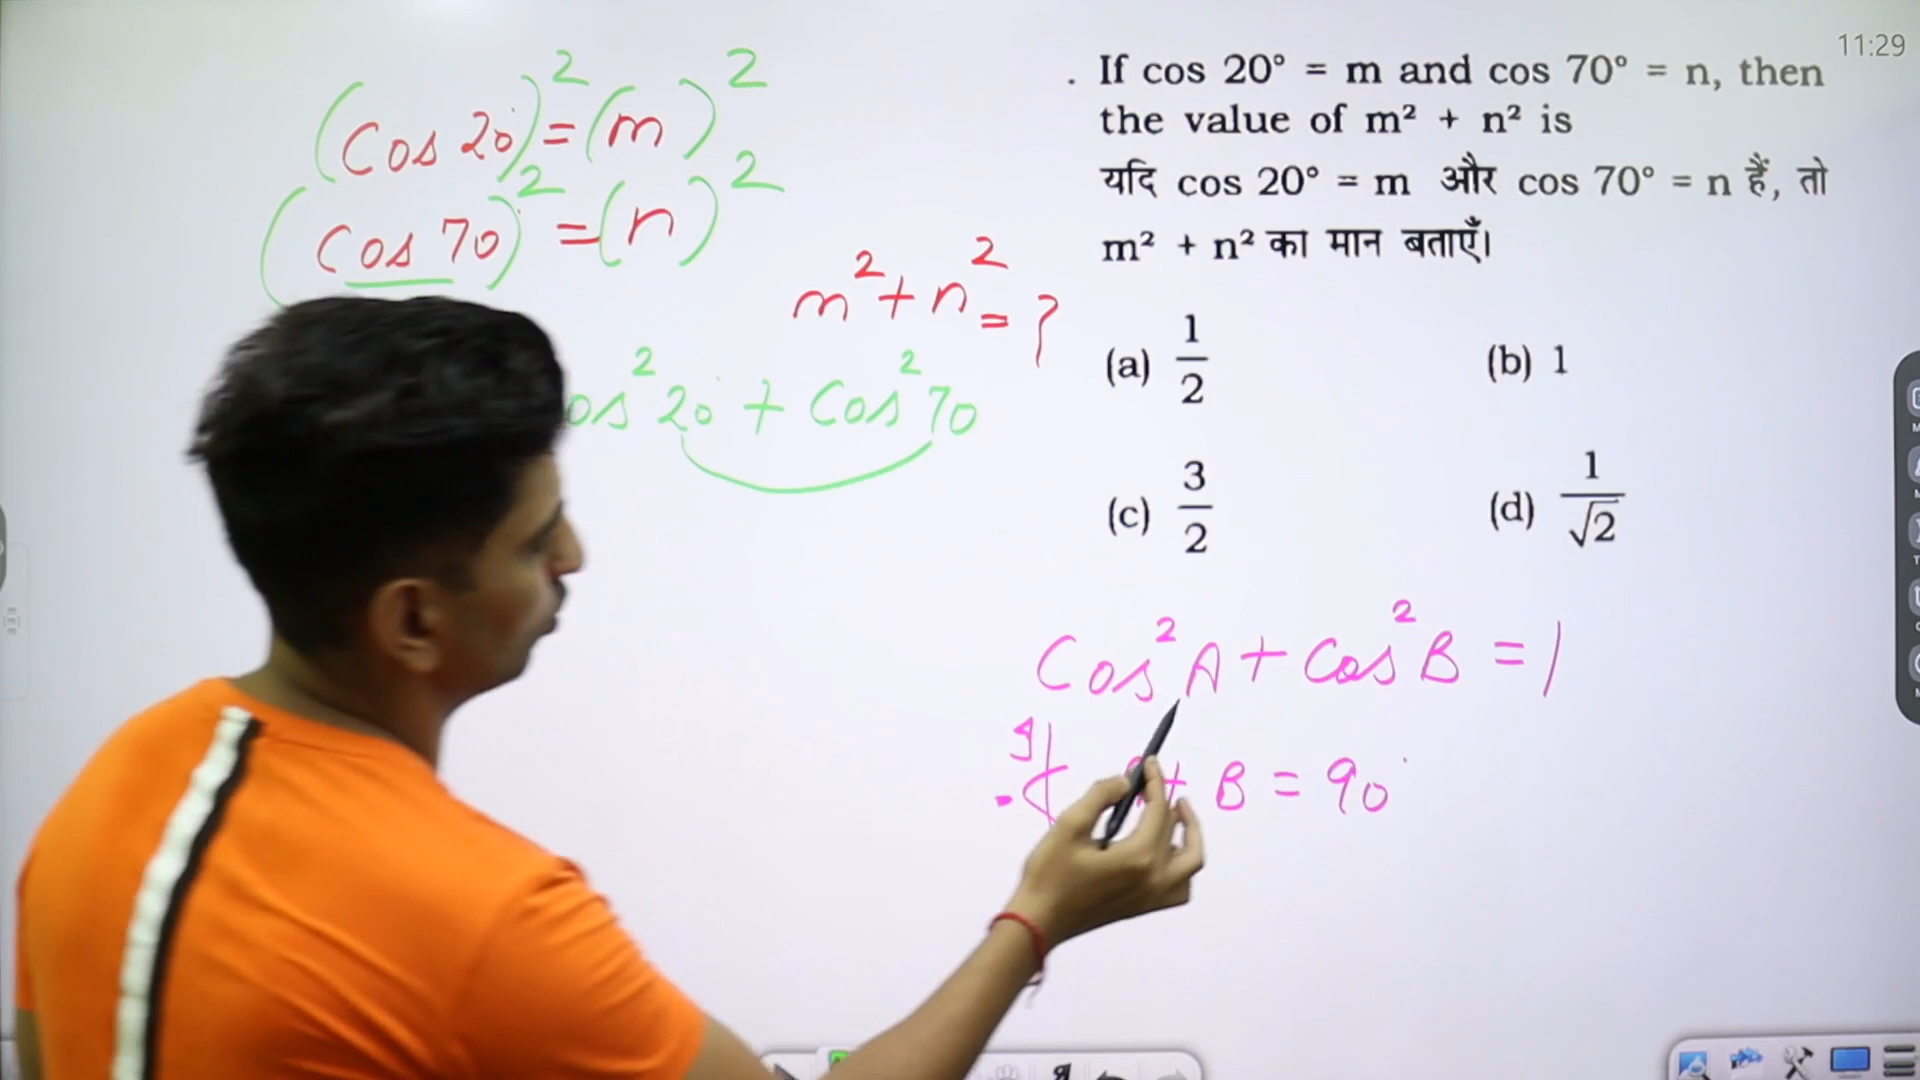 11:29
. If cos 20° = m and cos 70° = n, then
the value of m² + n² is
यदि cos 20° = m और cos 70° = n हैं, तो
m² + n² का मान बताएँ।
(a) 1/2 (b) 1
(c) 3/2 (d) 1/√2
(Cos 20)² = (m)²
(Cos 70)² = (n)²
m² + n² = ?
os² 20 + Cos² 70
Cos² A + Cos² B = 1
If A + B = 90°